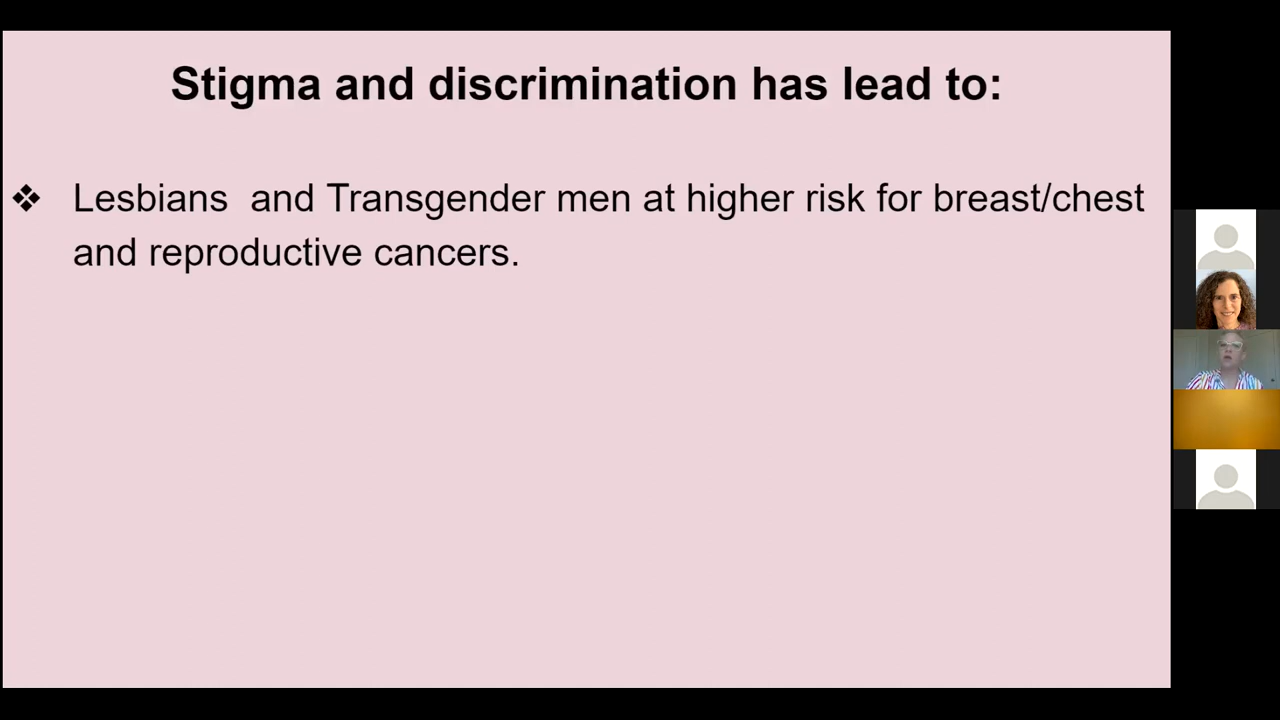 Stigma and discrimination has lead to:
❖ Lesbians  and Transgender men at higher risk for breast/chest
and reproductive cancers.